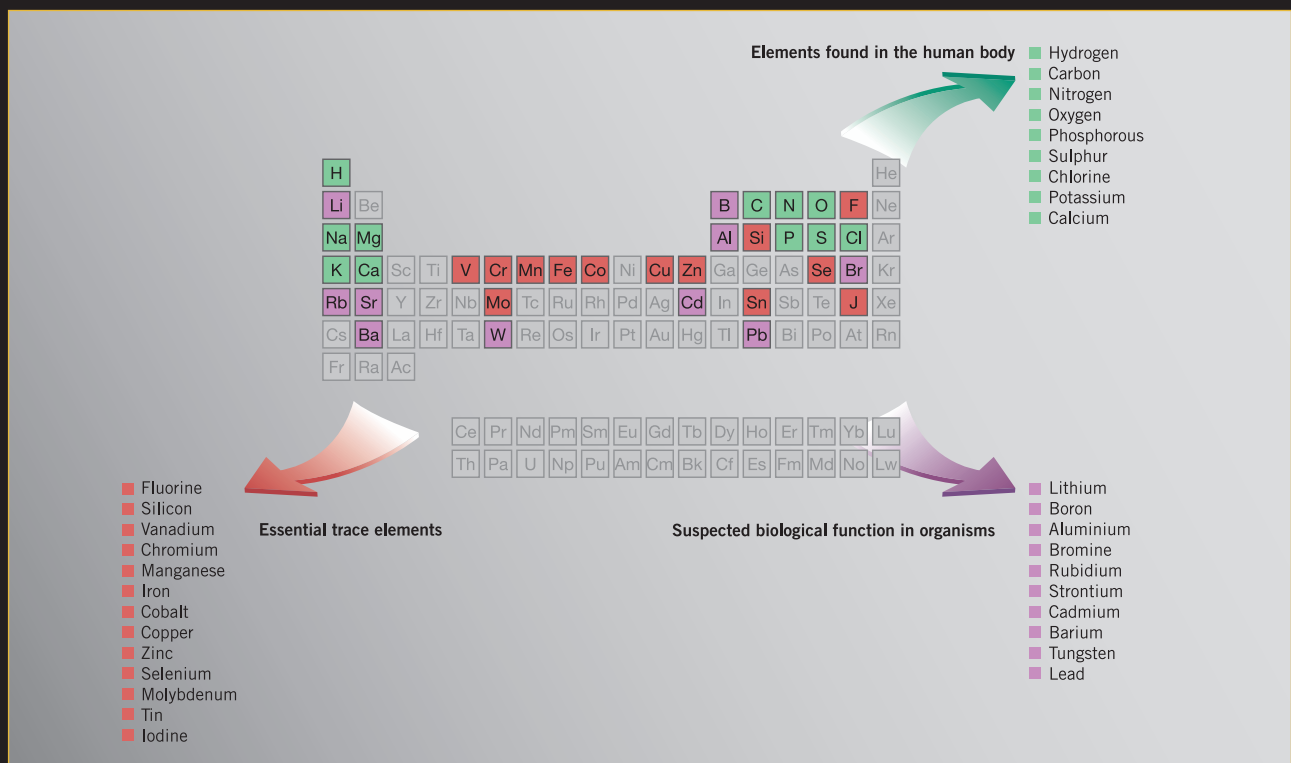 Elements found in the human body
Hydrogen
Carbon
Nitrogen
Oxygen
Phosphorous
Sulphur
Chlorine
Potassium
Calcium
H He
Li Be B C N O F Ne
Na Mg Al Si P S Cl Ar
K Ca Sc Ti V Cr Mn Fe Co Ni Cu Zn Ga Ge As Se Br Kr
Rb Sr Y Zr Nb Mo Tc Ru Rh Pd Ag Cd In Sn Sb Te J Xe
Cs Ba La Hf Ta W Re Os Ir Pt Au Hg Tl Pb Bi Po At Rn
Fr Ra Ac
Ce Pr Nd Pm Sm Eu Gd Tb Dy Ho Er Tm Yb Lu
Th Pa U Np Pu Am Cm Bk Cf Es Fm Md No Lw
Essential trace elements
Fluorine
Silicon
Vanadium
Chromium
Manganese
Iron
Cobalt
Copper
Zinc
Selenium
Molybdenum
Tin
Iodine
Suspected biological function in organisms
Lithium
Boron
Aluminium
Bromine
Rubidium
Strontium
Cadmium
Barium
Tungsten
Lead